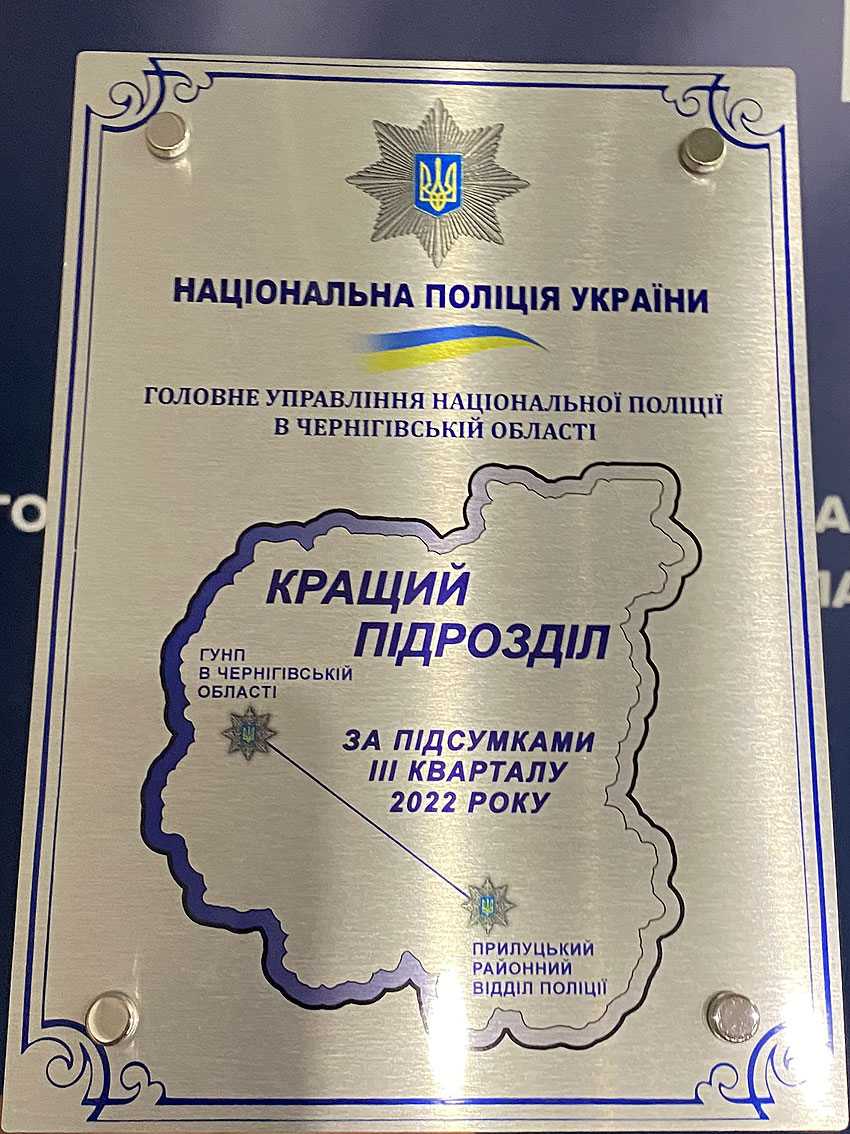 НАЦІОНАЛЬНА ПОЛІЦІЯ УКРАЇНИ
ГОЛОВНЕ УПРАВЛІННЯ НАЦІОНАЛЬНОЇ ПОЛІЦІЇ
В ЧЕРНІГІВСЬКІЙ ОБЛАСТІ
КРАЩИЙ
ПІДРОЗДІЛ
ГУНП
В ЧЕРНІГІВСЬКІЙ
ОБЛАСТІ
ЗА ПІДСУМКАМИ
ІІІ КВАРТАЛУ
2022 РОКУ
ПРИЛУЦЬКИЙ
РАЙОННИЙ
ВІДДІЛ ПОЛІЦІЇ